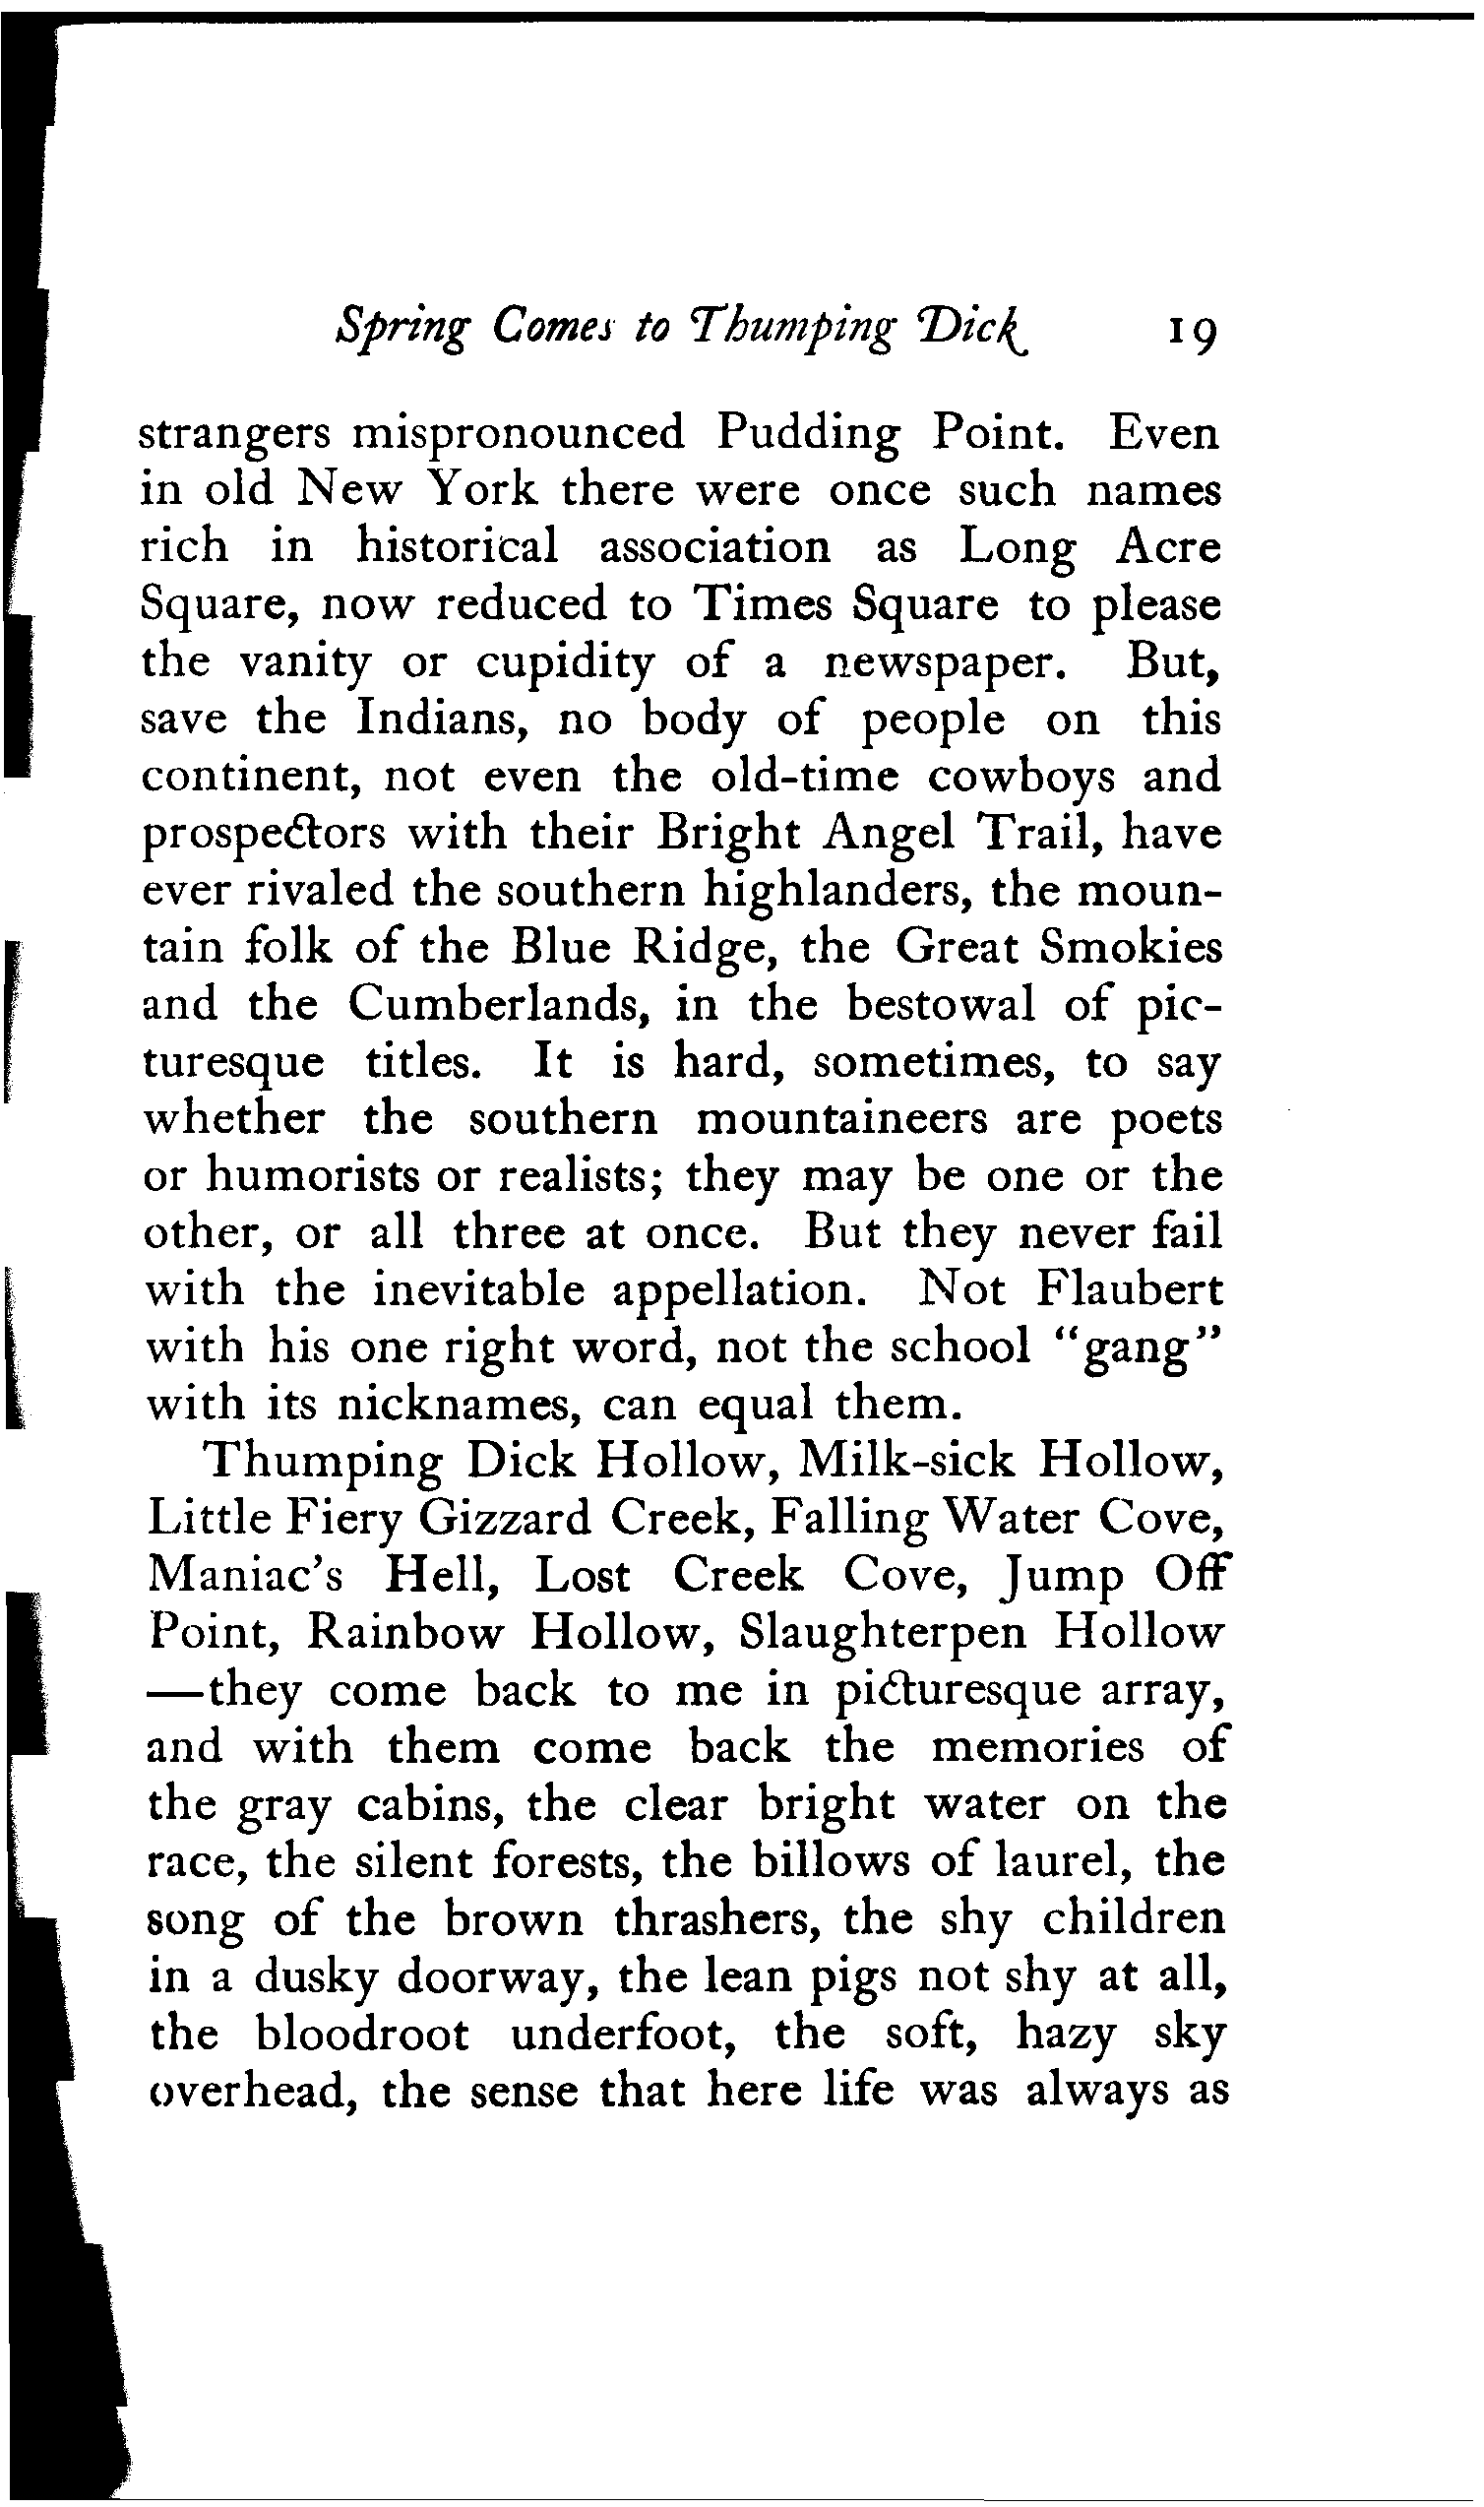 Spring Comes to Thumping Dick 19
strangers mispronounced Pudding Point. Even
in old New York there were once such names
rich in historical association as Long Acre
Square, now reduced to Times Square to please
the vanity or cupidity of a newspaper. But,
save the Indians, no body of people on this
continent, not even the old-time cowboys and
prospectors with their Bright Angel Trail, have
ever rivaled the southern highlanders, the moun-
tain folk of the Blue Ridge, the Great Smokies
and the Cumberlands, in the bestowal of pic-
turesque titles. It is hard, sometimes, to say
whether the southern mountaineers are poets
or humorists or realists; they may be one or the
other, or all three at once. But they never fail
with the inevitable appellation. Not Flaubert
with his one right word, not the school "gang"
with its nicknames, can equal them.
Thumping Dick Hollow, Milk-sick Hollow,
Little Fiery Gizzard Creek, Falling Water Cove,
Maniac's Hell, Lost Creek Cove, Jump Off
Point, Rainbow Hollow, Slaughterpen Hollow
—they come back to me in picturesque array,
and with them come back the memories of
the gray cabins, the clear bright water on the
race, the silent forests, the billows of laurel, the
song of the brown thrashers, the shy children
in a dusky doorway, the lean pigs not shy at all,
the bloodroot underfoot, the soft, hazy sky
overhead, the sense that here life was always as